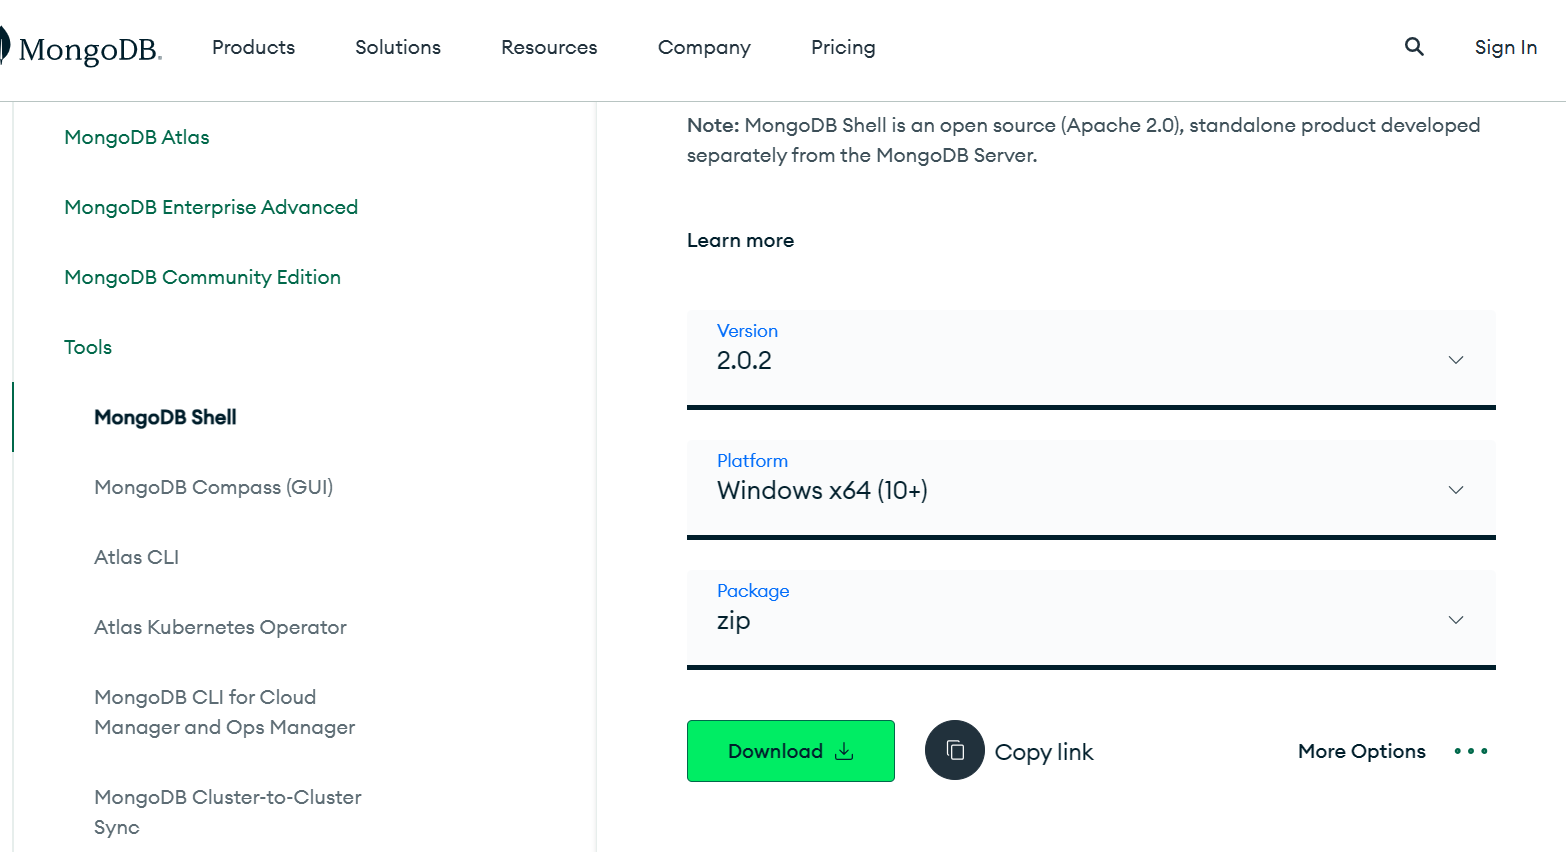 MongoDB.
Products
Solutions
Resources
Company
Pricing
Sign In
MongoDB Atlas
MongoDB Enterprise Advanced
MongoDB Community Edition
Tools
MongoDB Shell
MongoDB Compass (GUI)
Atlas CLI
Atlas Kubernetes Operator
MongoDB CLI for Cloud
Manager and Ops Manager
MongoDB Cluster-to-Cluster
Sync
Note: MongoDB Shell is an open source (Apache 2.0), standalone product developed
separately from the MongoDB Server.
Learn more
Version
2.0.2
Platform
Windows x64 (10+)
Package
zip
Download
Copy link
More Options